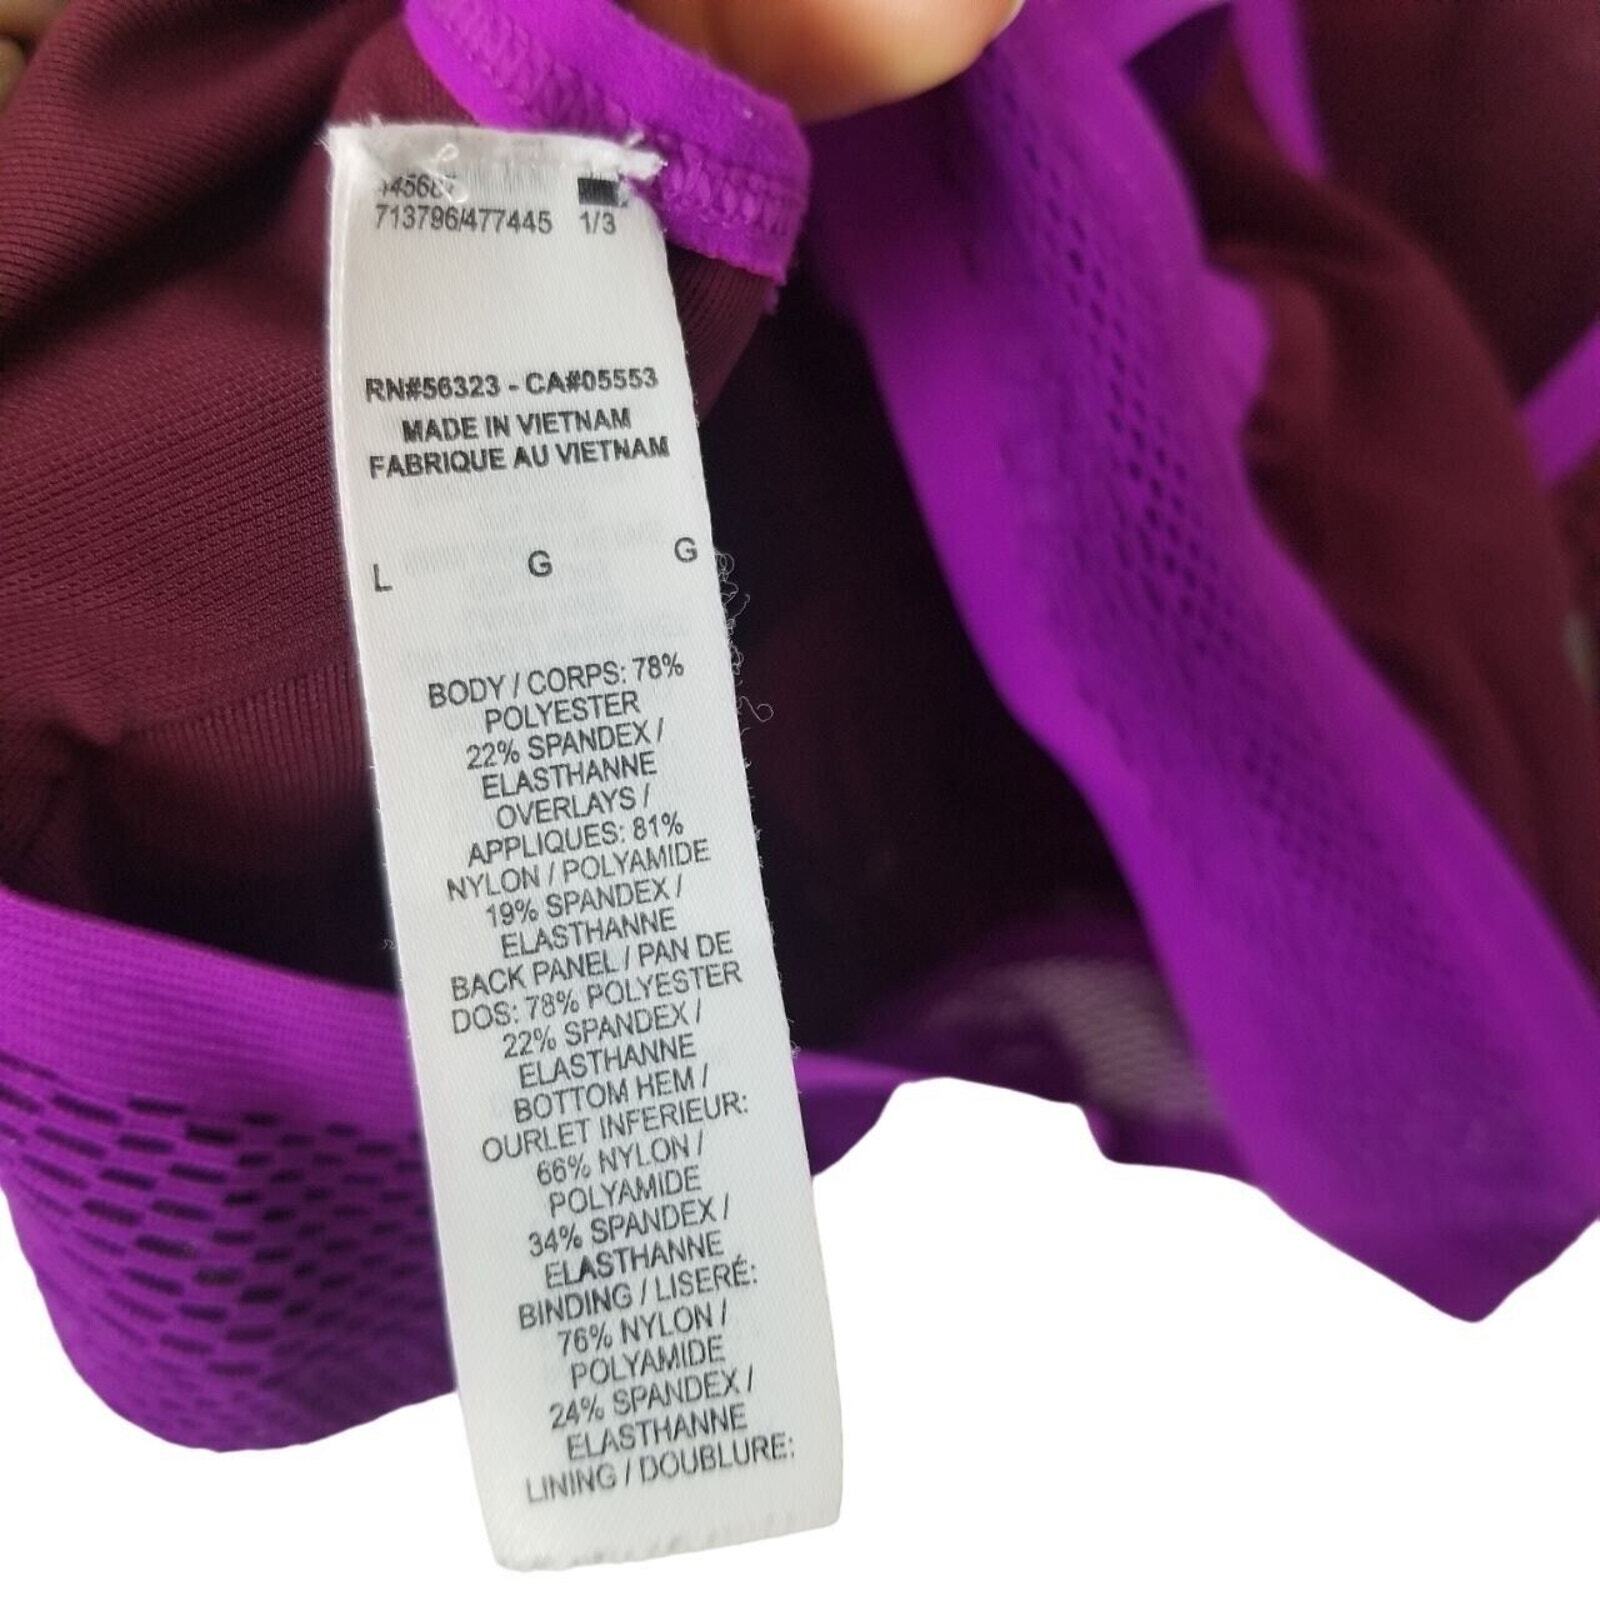 713796/477445 1/3
RN#56323 - CA#05553
MADE IN VIETNAM
FABRIQUE AU VIETNAM
L G G
BODY / CORPS: 78%
POLYESTER
22% SPANDEX /
ELASTHANNE
OVERLAYS /
APPLIQUES: 81%
NYLON / POLYAMIDE
19% SPANDEX /
ELASTHANNE
BACK PANEL / PAN DE
DOS: 78% POLYESTER
22% SPANDEX /
ELASTHANNE
BOTTOM HEM /
OURLET INFERIEUR:
66% NYLON /
POLYAMIDE
34% SPANDEX /
ELASTHANNE
BINDING / LISERÉ:
76% NYLON /
POLYAMIDE
24% SPANDEX /
ELASTHANNE
LINING / DOUBLURE: